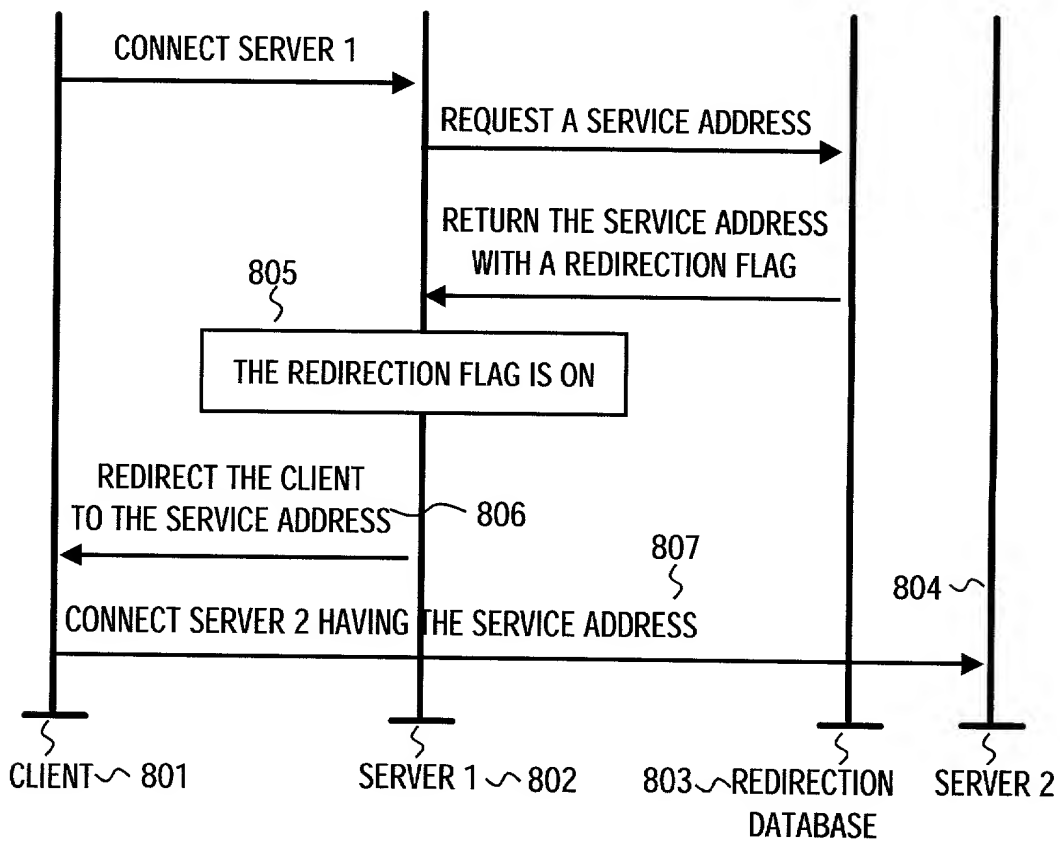 CONNECT SERVER 1
REQUEST A SERVICE ADDRESS
RETURN THE SERVICE ADDRESS
WITH A REDIRECTION FLAG
805
THE REDIRECTION FLAG IS ON
REDIRECT THE CLIENT
TO THE SERVICE ADDRESS 806
807
804
CONNECT SERVER 2 HAVING THE SERVICE ADDRESS
CLIENT 801
SERVER 1 802
803 REDIRECTION
DATABASE
SERVER 2